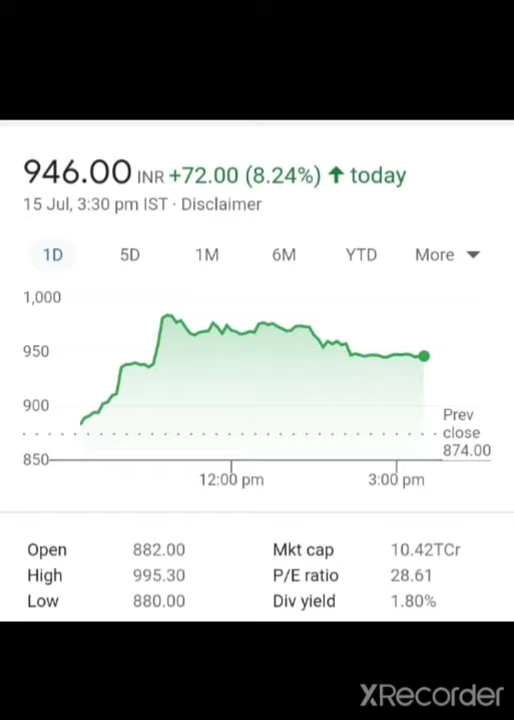 946.00 INR +72.00 (8.24%) ↑ today
15 Jul, 3:30 pm IST · Disclaimer
1D 5D 1M 6M YTD More
1,000
950
900
850
Prev
close
874.00
12:00 pm 3:00 pm
Open 882.00 Mkt cap 10.42TCr
High 995.30 P/E ratio 28.61
Low 880.00 Div yield 1.80%
XRecorder